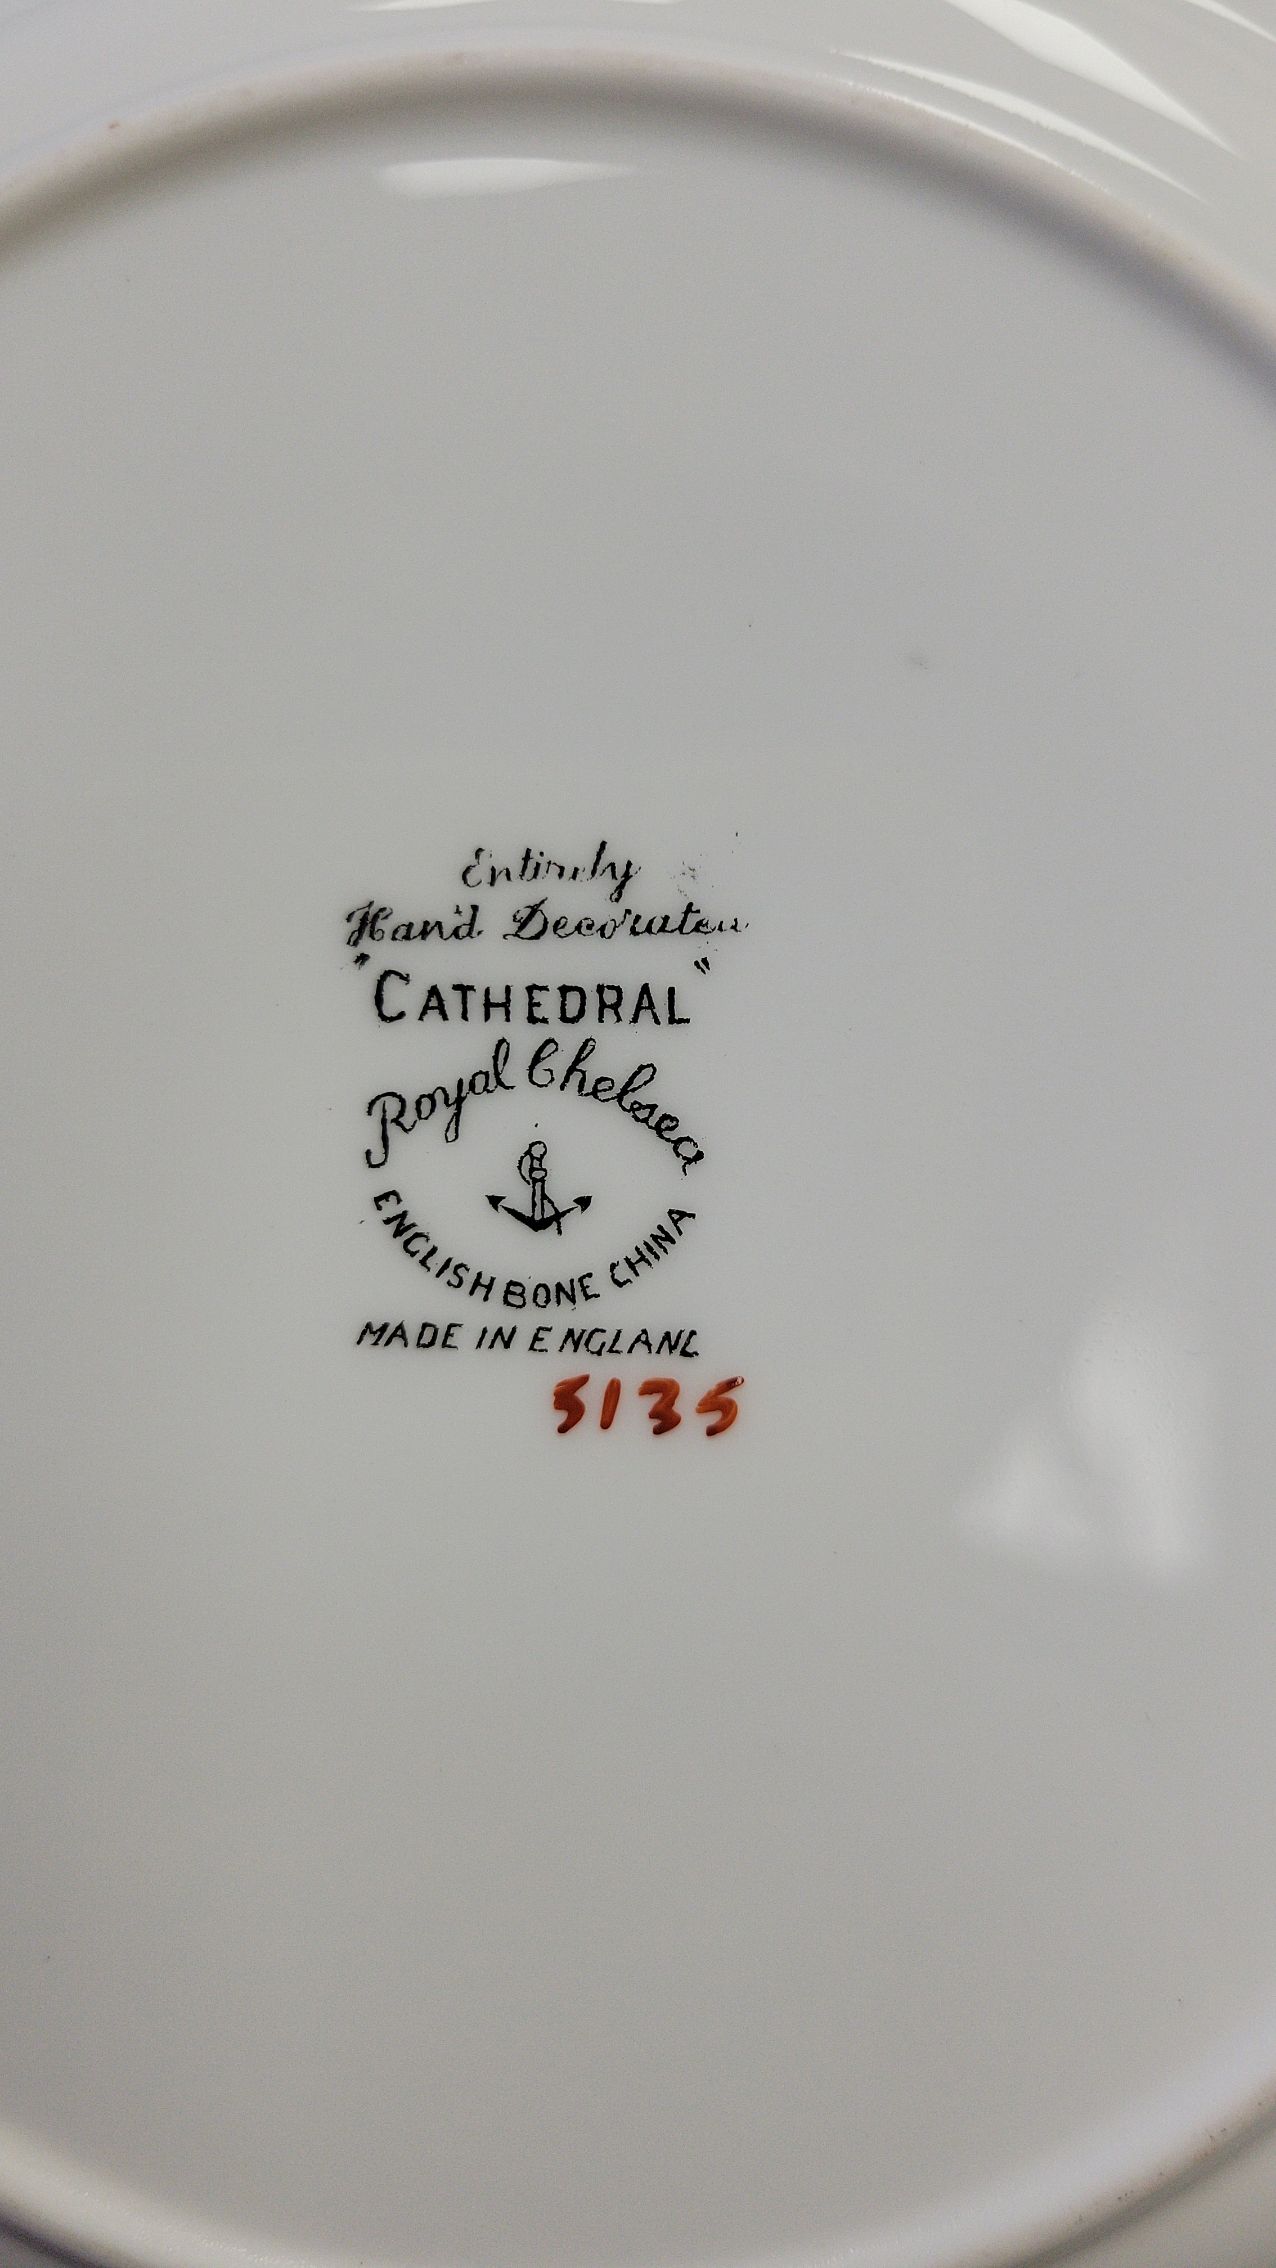 Entirely
Hand Decorated
"CATHEDRAL"
Royal Chelsea
ENGLISH BONE CHINA
MADE IN ENGLAND
5135